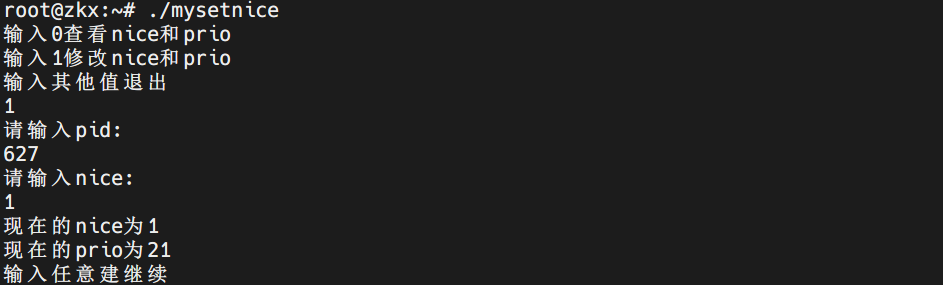 root@zkx:~# ./mysetnice
输入0查看nice和prio
输入1修改nice和prio
输入其他值退出
1
请输入pid:
627
请输入nice:
1
现在的nice为1
现在的prio为21
输入任意建继续